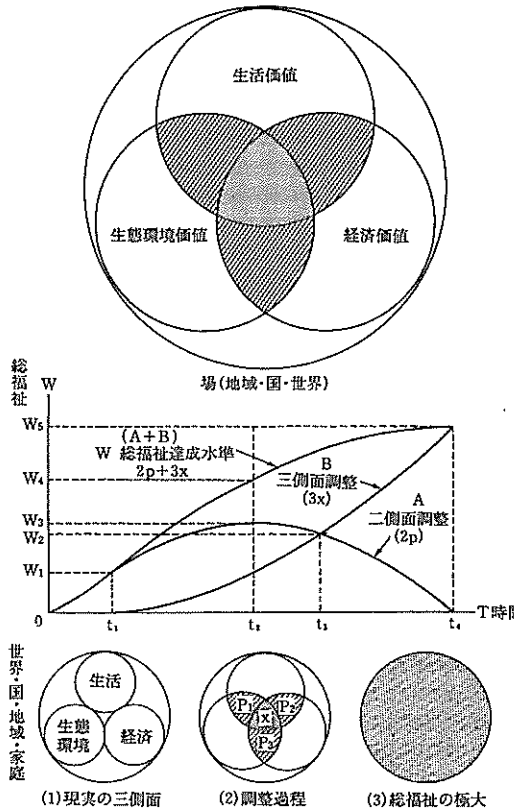 生活価値
生態環境価値
経済価値
場(地域・国・世界)
総福祉
W
W₅
W₄
W₃
W₂
W₁
0
(A+B)
W 総福祉達成水準
2p+3x
B
三側面調整
(3x)
A
二側面調整
(2p)
t₁
t₂
t₃
t₄
T時間
世界・国・地域・家庭
生活
生態
環境
経済
(1)現実の三側面
P₁
P₂
x
P₃
(2)調整過程
(3)総福祉の極大